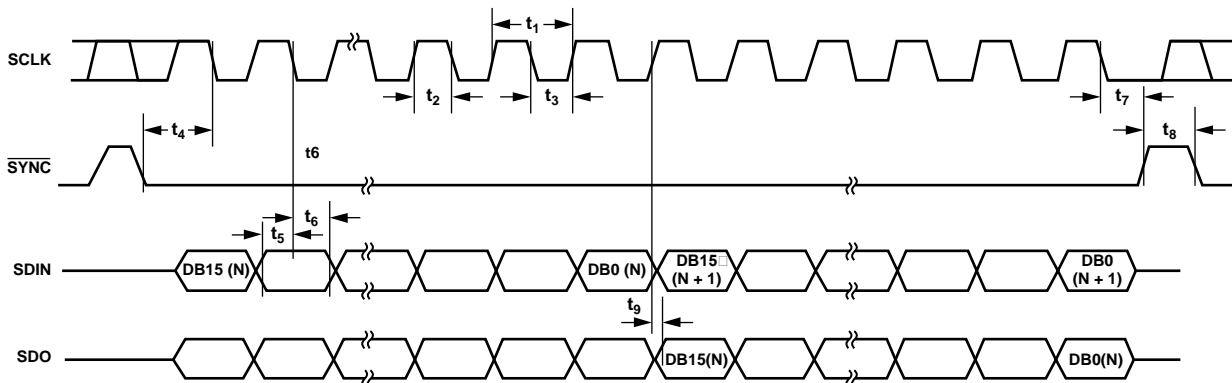 t1
SCLK
t2
t3
t7
t4
t8
SYNC
t6
t6
t5
SDIN
DB15 (N)
DB0 (N)
DB15□
(N + 1)
DB0
(N + 1)
t9
SDO
DB15(N)
DB0(N)